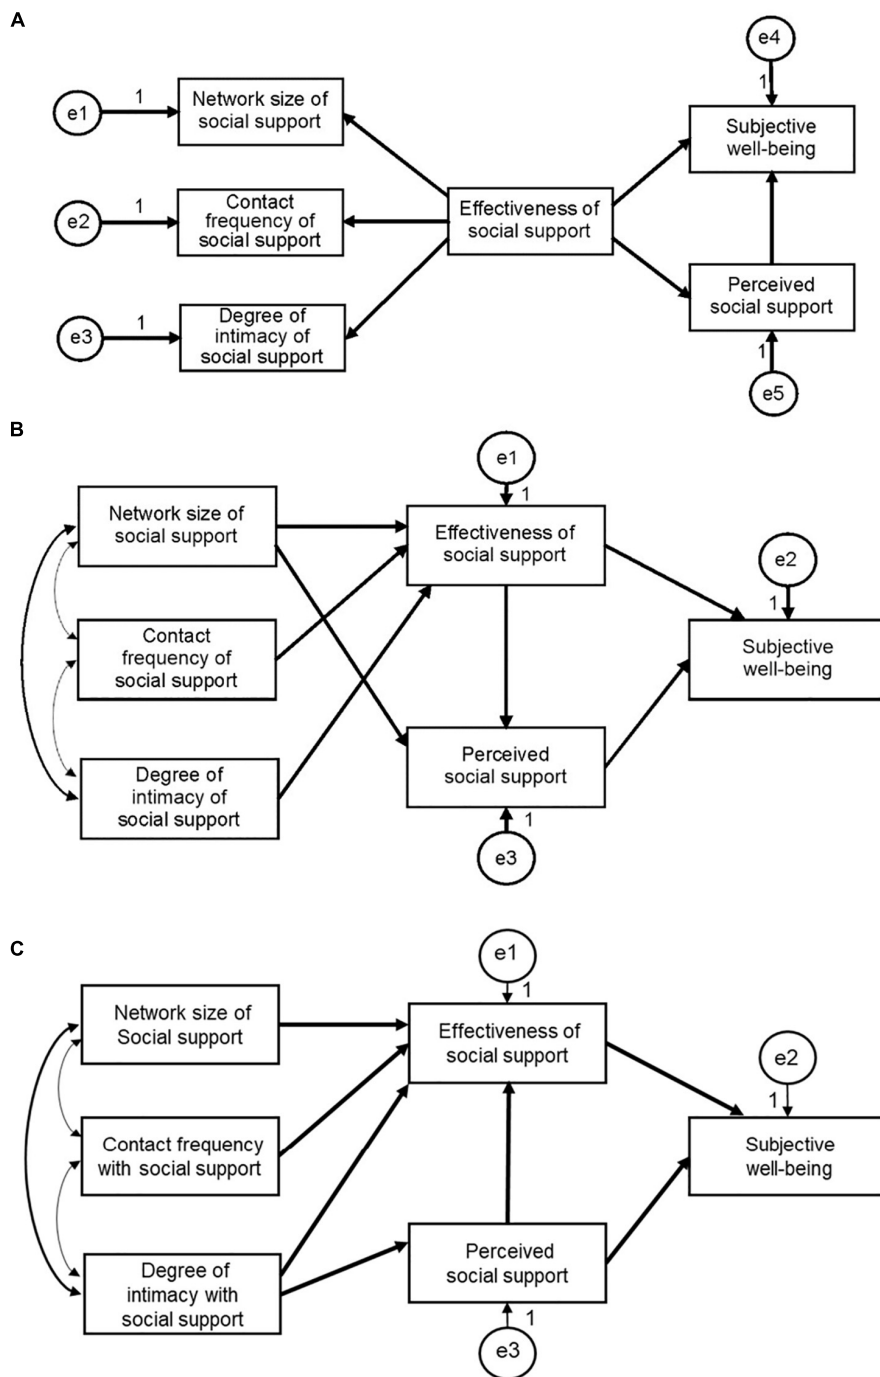 A
e1
1
Network size of
social support
e2
1
Contact
frequency of
social support
e3
1
Degree of
intimacy of
social support
Effectiveness of
social support
e4
1
Subjective
well-being
Perceived
social support
1
e5
B
Network size of
social support
Contact
frequency of
social support
Degree of
intimacy of
social support
e1
1
Effectiveness of
social support
Perceived
social support
1
e3
e2
1
Subjective
well-being
C
Network size of
Social support
Contact frequency
with social support
Degree of
intimacy with
social support
e1
1
Effectiveness of
social support
Perceived
social support
1
e3
e2
1
Subjective
well-being